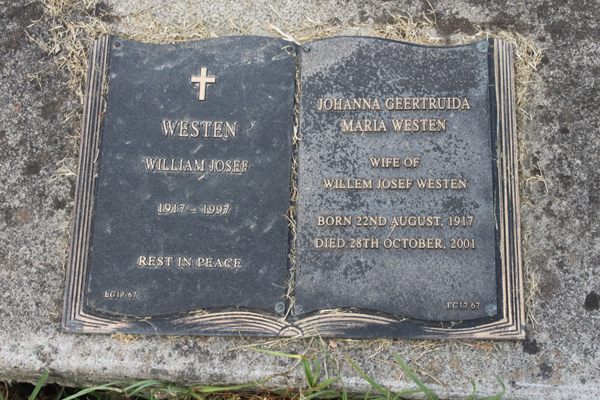 WESTEN
WILLIAM JOSEF
1917 - 1997
REST IN PEACE
EG17-67
JOHANNA GEERTRUIDA
MARIA WESTEN
WIFE OF
WILLEM JOSEF WESTEN
BORN 22ND AUGUST, 1917
DIED 28TH OCTOBER, 2001
EG17-67